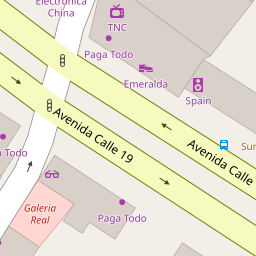 Electrónica
China
TNC
Paga Todo
Emeralda
Spain
Avenida Calle 19
Avenida Calle
Todo
Galeria
Real
Paga Todo